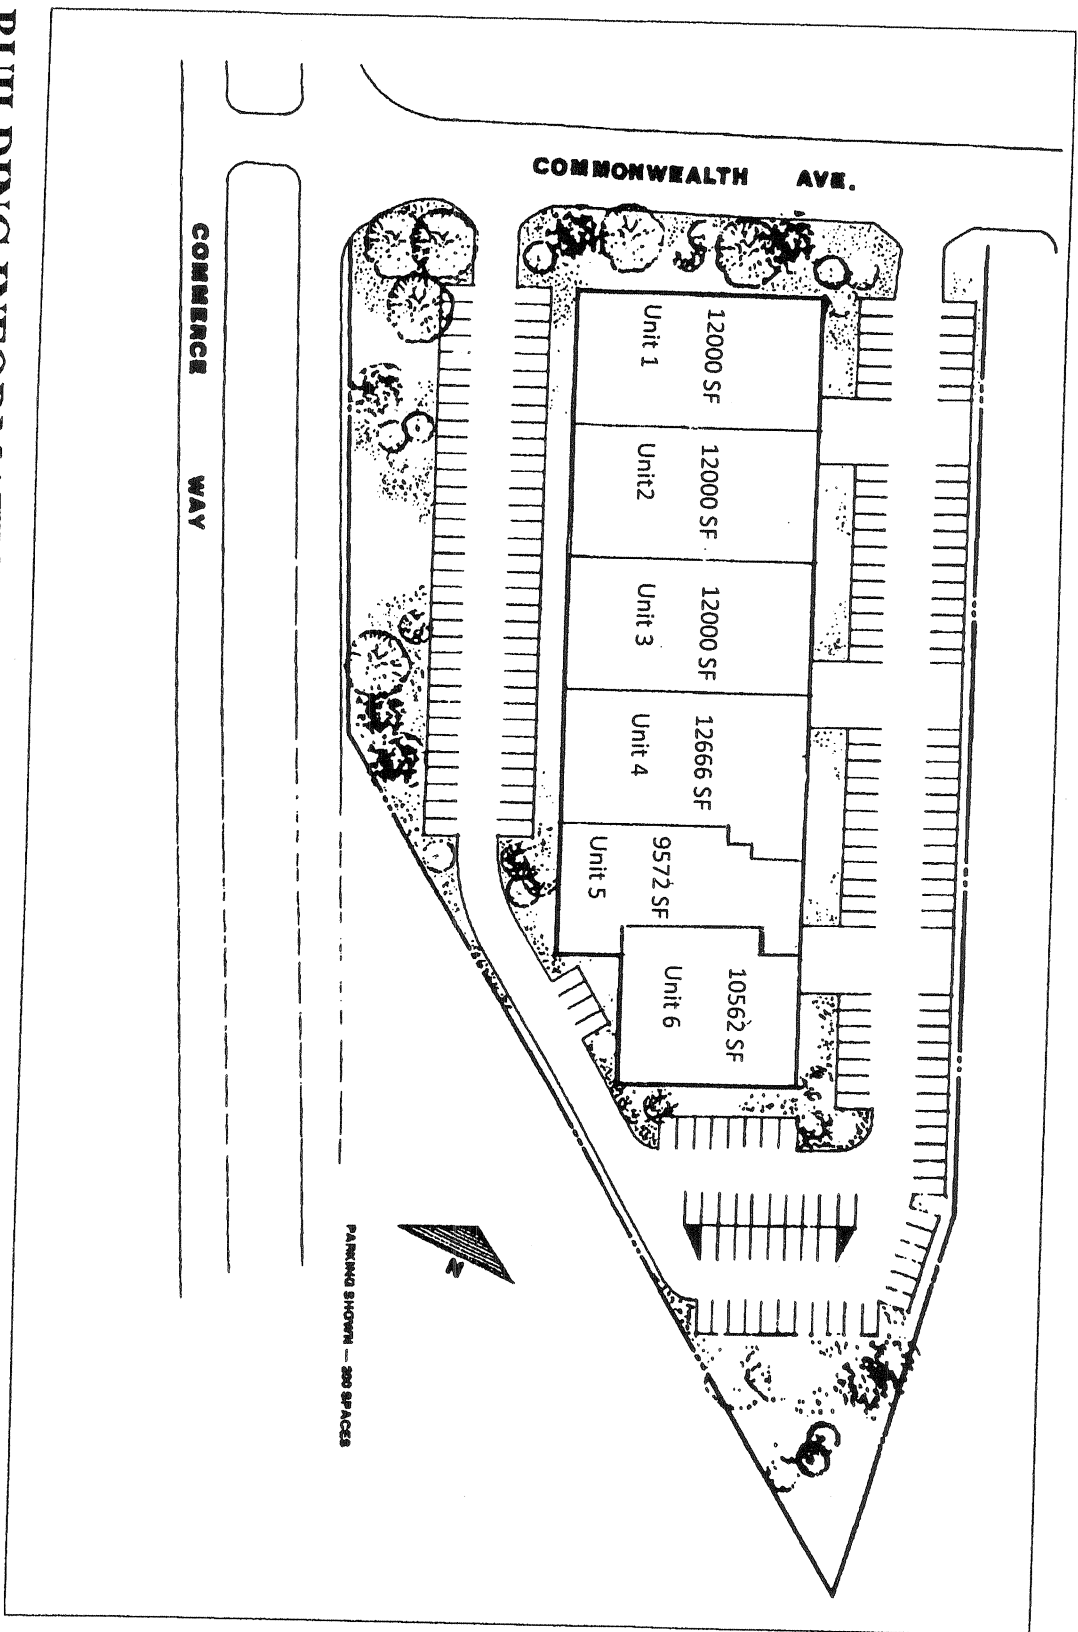 COMMONWEALTH AVE.
COMMERCE WAY
12000 SF
Unit 1
12000 SF
Unit2
12000 SF
Unit 3
12666 SF
Unit 4
9572 SF
Unit 5
10562 SF
Unit 6
N
PARKING SHOWN — 200 SPACES